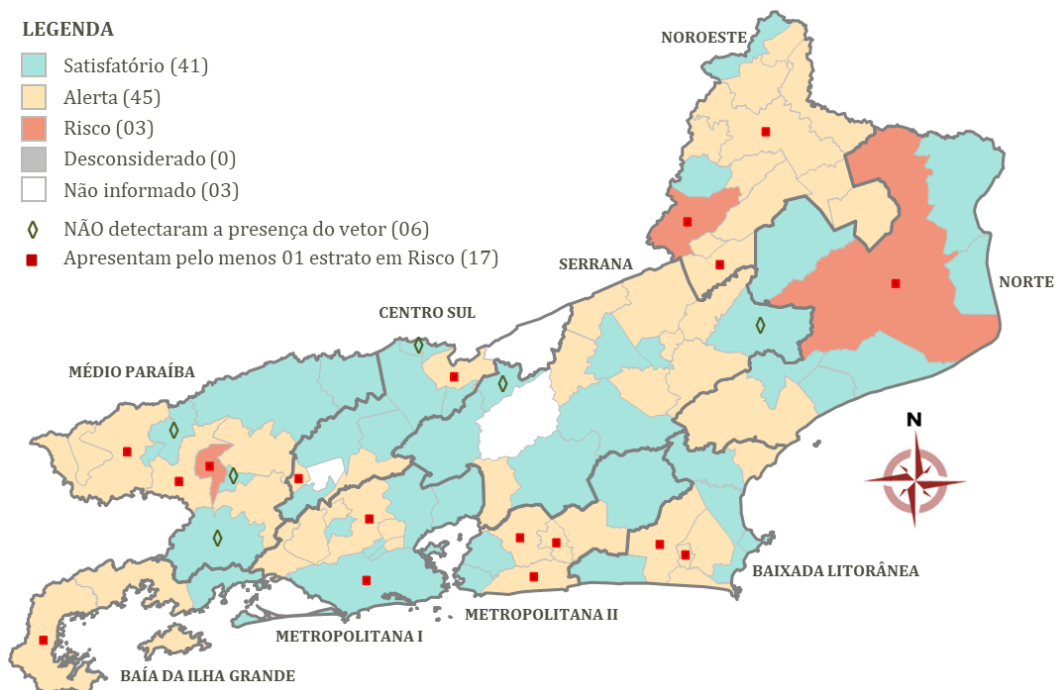 LEGENDA
Satisfatório (41)
Alerta (45)
Risco (03)
Desconsiderado (0)
Não informado (03)
NÃO detectaram a presença do vetor (06)
Apresentam pelo menos 01 estrato em Risco (17)
NOROESTE
SERRANA
NORTE
CENTRO SUL
MÉDIO PARAÍBA
N
BAIXADA LITORÂNEA
METROPOLITANA II
METROPOLITANA I
BAÍA DA ILHA GRANDE